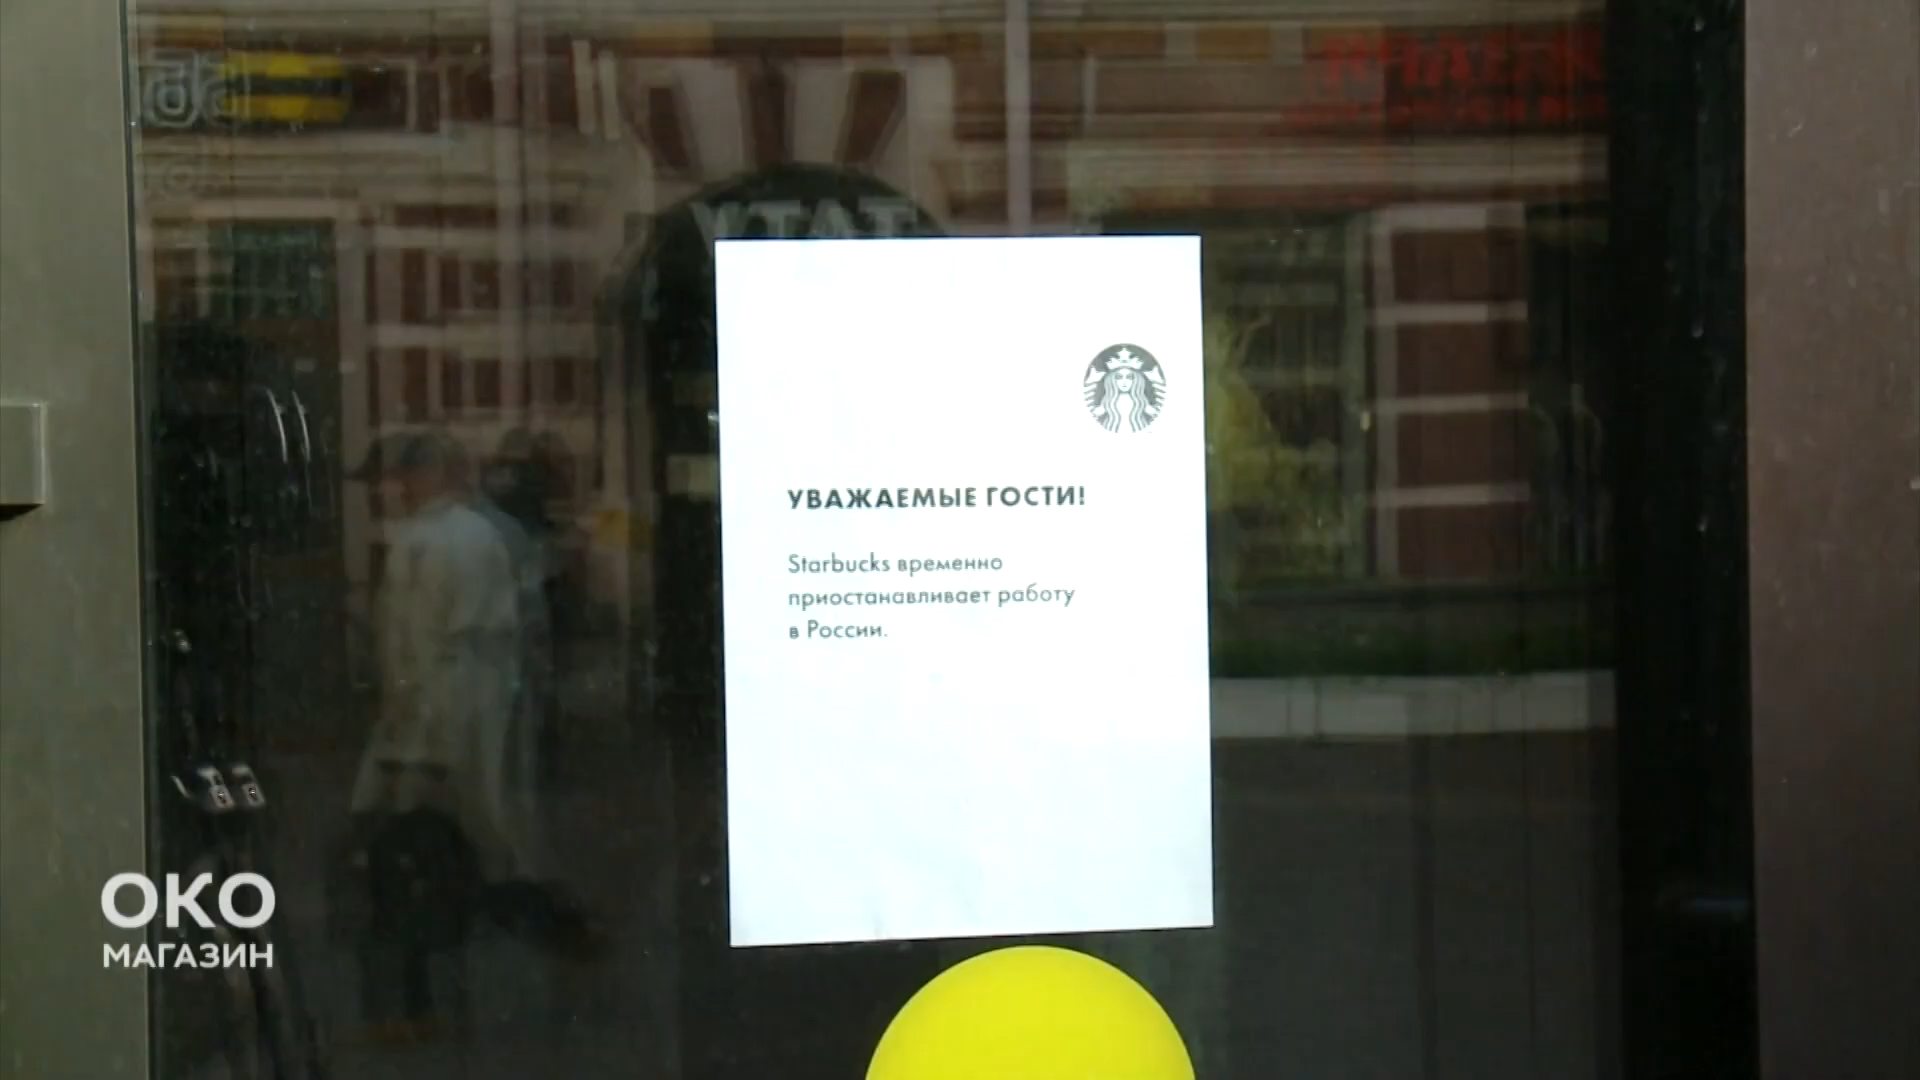 УВАЖАЕМЫЕ ГОСТИ!
Starbucks временно
приостанавливает работу
в России.
ОКО
МАГАЗИН